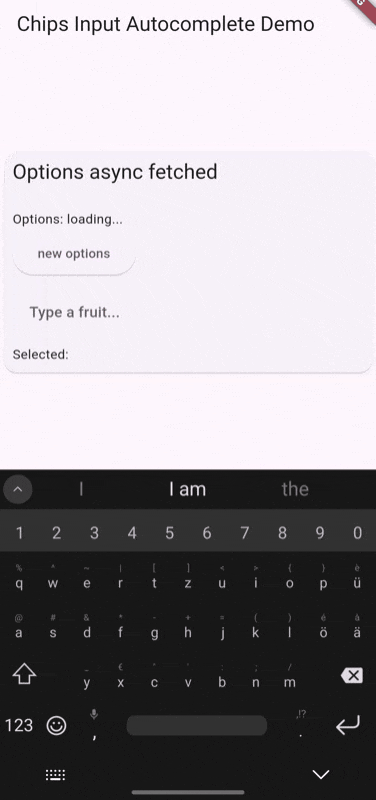 Chips Input Autocomplete Demo
Options async fetched
Options: loading...
new options
Type a fruit...
Selected:
I I am the
1 2 3 4 5 6 7 8 9 0
q w e r t z u i o p ü
a s d f g h j k l ö ä
y x c v b n m
123 , .